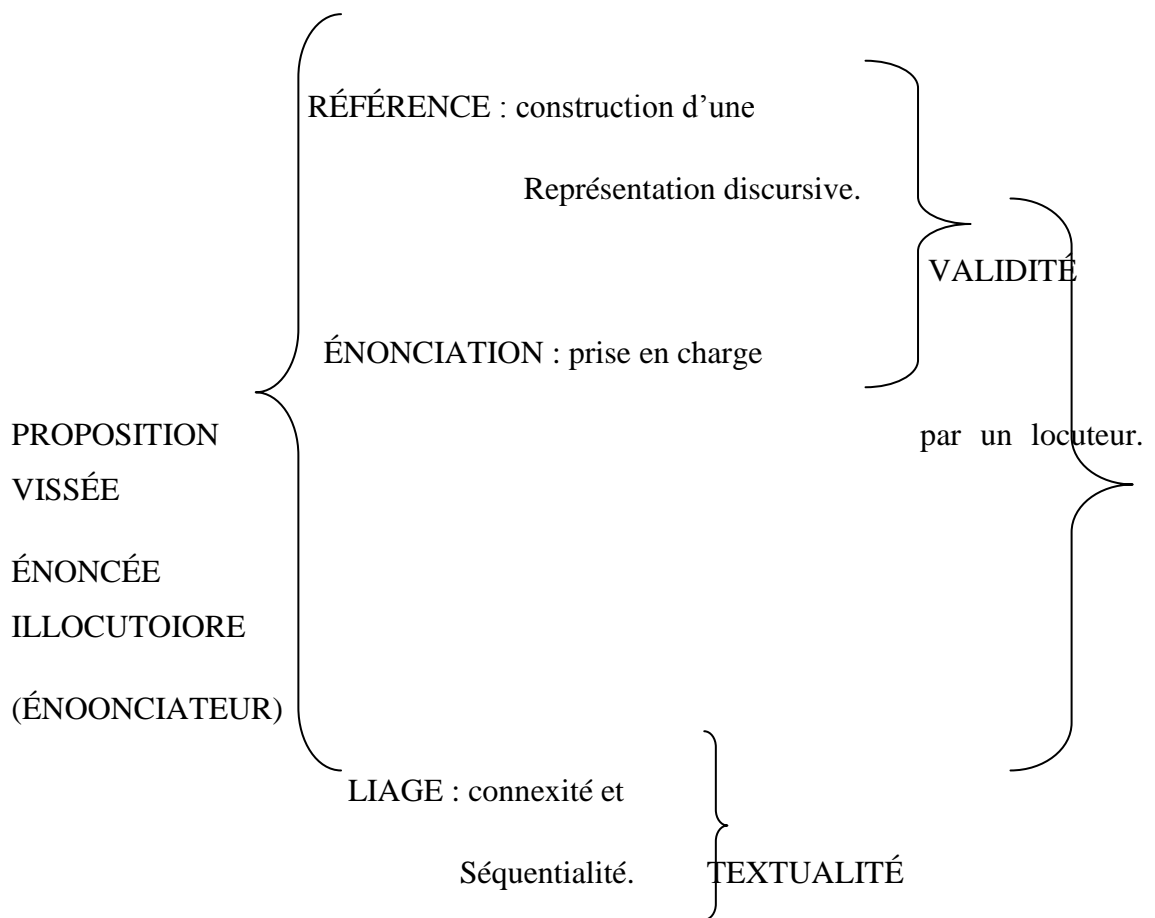 RÉFÉRENCE : construction d’une
Représentation discursive.
VALIDITÉ
ÉNONCIATION : prise en charge
PROPOSITION par un locuteur.
VISSÉE
ÉNONCÉE
ILLOCUTOIORE
(ÉNOONCIATEUR)
LIAGE : connexité et
Séquentialité. TEXTUALITÉ